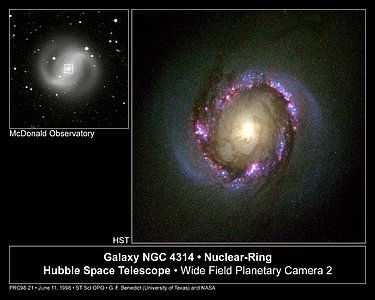 McDonald Observatory
HST
Galaxy NGC 4314 • Nuclear-Ring
Hubble Space Telescope • Wide Field Planetary Camera 2
PRC98-21 • June 11, 1998 • ST ScI OPO • G. F. Benedict (University of Texas) and NASA